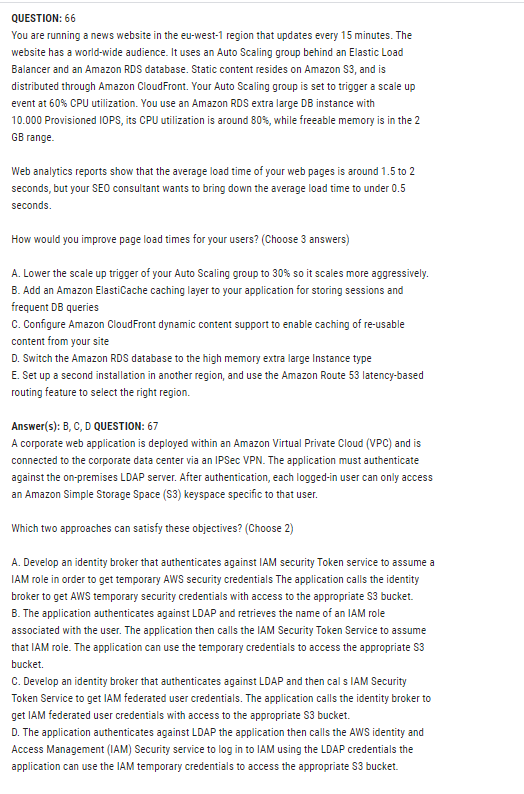 QUESTION: 66
You are running a news website in the eu-west-1 region that updates every 15 minutes. The
website has a world-wide audience. It uses an Auto Scaling group behind an Elastic Load
Balancer and an Amazon RDS database. Static content resides on Amazon S3, and is
distributed through Amazon CloudFront. Your Auto Scaling group is set to trigger a scale up
event at 60% CPU utilization. You use an Amazon RDS extra large DB instance with
10.000 Provisioned IOPS, its CPU utilization is around 80%, while freeable memory is in the 2
GB range.
Web analytics reports show that the average load time of your web pages is around 1.5 to 2
seconds, but your SEO consultant wants to bring down the average load time to under 0.5
seconds.
How would you improve page load times for your users? (Choose 3 answers)
A. Lower the scale up trigger of your Auto Scaling group to 30% so it scales more aggressively.
B. Add an Amazon ElastiCache caching layer to your application for storing sessions and
frequent DB queries
C. Configure Amazon CloudFront dynamic content support to enable caching of re-usable
content from your site
D. Switch the Amazon RDS database to the high memory extra large Instance type
E. Set up a second installation in another region, and use the Amazon Route 53 latency-based
routing feature to select the right region.
Answer(s): B, C, D QUESTION: 67
A corporate web application is deployed within an Amazon Virtual Private Cloud (VPC) and is
connected to the corporate data center via an IPSec VPN. The application must authenticate
against the on-premises LDAP server. After authentication, each logged-in user can only access
an Amazon Simple Storage Space (S3) keyspace specific to that user.
Which two approaches can satisfy these objectives? (Choose 2)
A. Develop an identity broker that authenticates against IAM security Token service to assume a
IAM role in order to get temporary AWS security credentials The application calls the identity
broker to get AWS temporary security credentials with access to the appropriate S3 bucket.
B. The application authenticates against LDAP and retrieves the name of an IAM role
associated with the user. The application then calls the IAM Security Token Service to assume
that IAM role. The application can use the temporary credentials to access the appropriate S3
bucket.
C. Develop an identity broker that authenticates against LDAP and then cal s IAM Security
Token Service to get IAM federated user credentials. The application calls the identity broker to
get IAM federated user credentials with access to the appropriate S3 bucket.
D. The application authenticates against LDAP the application then calls the AWS identity and
Access Management (IAM) Security service to log in to IAM using the LDAP credentials the
application can use the IAM temporary credentials to access the appropriate S3 bucket.